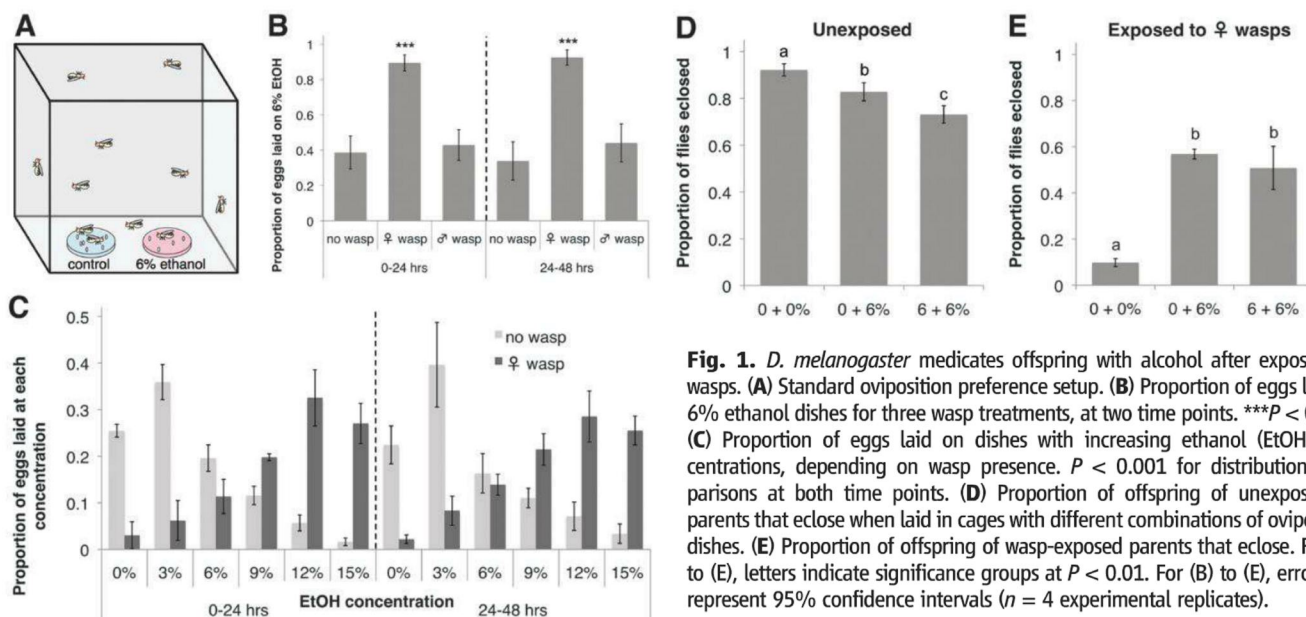 A
control
6% ethanol
B
Proportion of eggs laid on 6% EtOH
1
0.8
0.6
0.4
0.2
0
***
***
no wasp
♀ wasp
♂ wasp
no wasp
♀ wasp
♂ wasp
0-24 hrs
24-48 hrs
C
Proportion of eggs laid at each
concentration
0.5
0.4
0.3
0.2
0.1
0
no wasp
♀ wasp
0% 3% 6% 9% 12% 15% 0% 3% 6% 9% 12% 15%
0-24 hrs
EtOH concentration
24-48 hrs
D
Unexposed
Proportion of flies eclosed
1
0.8
0.6
0.4
0.2
0
a
b
c
0 + 0%
0 + 6%
6 + 6%
E
Exposed to ♀ wasps
Proportion of flies eclosed
1
0.8
0.6
0.4
0.2
0
a
b
b
0 + 0%
0 + 6%
6 + 6%
Fig. 1. D. melanogaster medicates offspring with alcohol after expos
wasps. (A) Standard oviposition preference setup. (B) Proportion of eggs l
6% ethanol dishes for three wasp treatments, at two time points. ***P < 
(C) Proportion of eggs laid on dishes with increasing ethanol (EtOH
centrations, depending on wasp presence. P < 0.001 for distribution
parisons at both time points. (D) Proportion of offspring of unexpos
parents that eclose when laid in cages with different combinations of ovipo
dishes. (E) Proportion of offspring of wasp-exposed parents that eclose.
to (E), letters indicate significance groups at P < 0.01. For (B) to (E), erro
represent 95% confidence intervals (n = 4 experimental replicates).